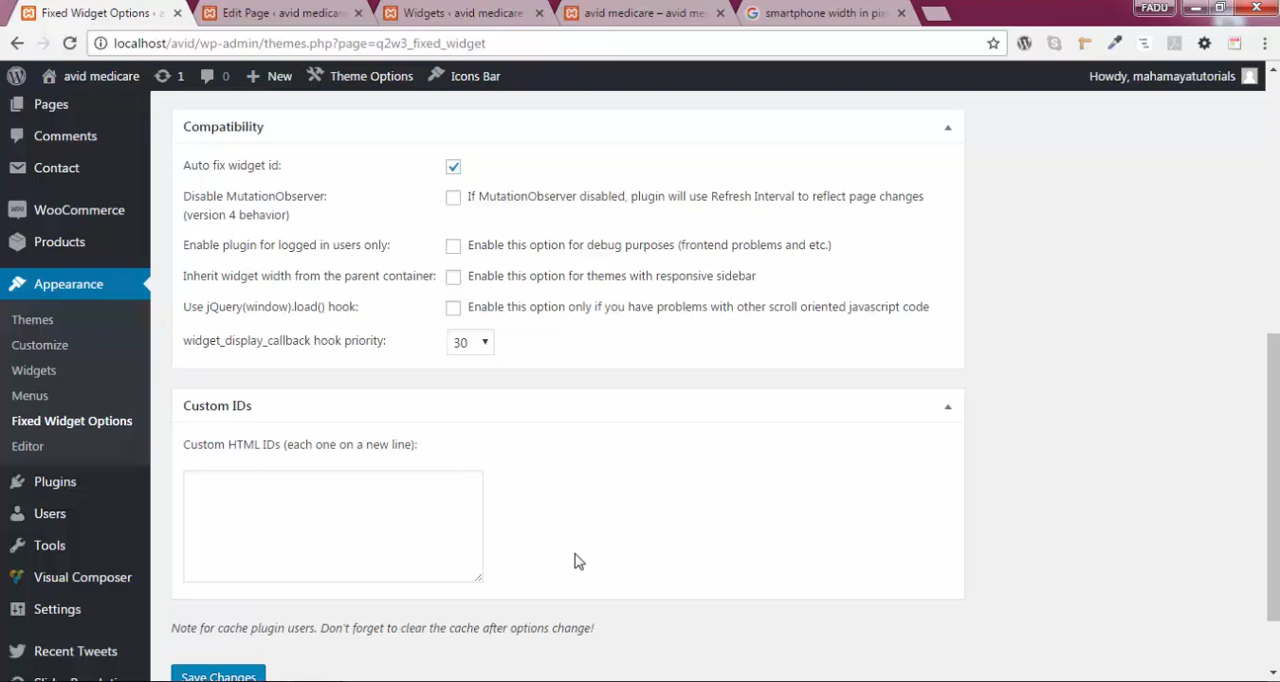 Fixed Widget Options ‹ a
Edit Page ‹ avid medicar
Widgets ‹ avid medicare
avid medicare – avid me
smartphone width in pix
FADU
localhost/avid/wp-admin/themes.php?page=q2w3_fixed_widget
avid medicare
1
0
New
Theme Options
Icons Bar
Howdy, mahamayatutorials
Pages
Comments
Contact
WooCommerce
Products
Appearance
Themes
Customize
Widgets
Menus
Fixed Widget Options
Editor
Plugins
Users
Tools
Visual Composer
Settings
Recent Tweets
Compatibility
Auto fix widget id:
Disable MutationObserver:
(version 4 behavior)
If MutationObserver disabled, plugin will use Refresh Interval to reflect page changes
Enable plugin for logged in users only:
Enable this option for debug purposes (frontend problems and etc.)
Inherit widget width from the parent container:
Enable this option for themes with responsive sidebar
Use jQuery(window).load() hook:
Enable this option only if you have problems with other scroll oriented javascript code
widget_display_callback hook priority:
30
Custom IDs
Custom HTML IDs (each one on a new line):
Note for cache plugin users. Don't forget to clear the cache after options change!
Save Changes